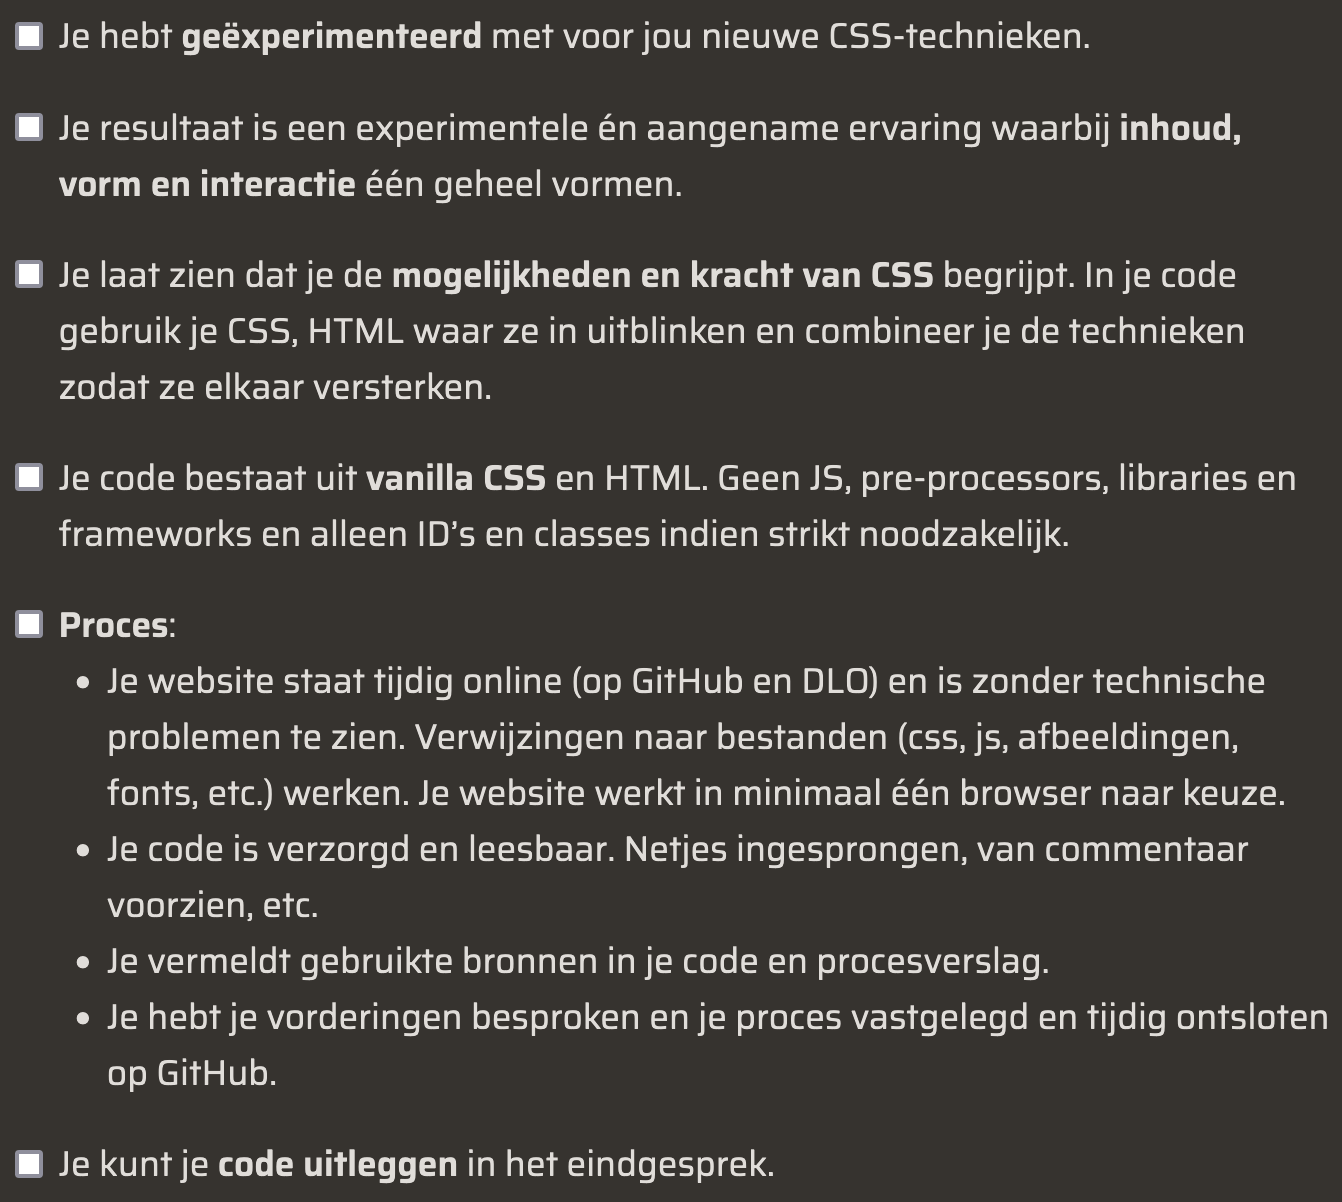 Je hebt geëxperimenteerd met voor jou nieuwe CSS-technieken.
Je resultaat is een experimentele én aangename ervaring waarbij inhoud,
vorm en interactie één geheel vormen.
Je laat zien dat je de mogelijkheden en kracht van CSS begrijpt. In je code
gebruik je CSS, HTML waar ze in uitblinken en combineer je de technieken
zodat ze elkaar versterken.
Je code bestaat uit vanilla CSS en HTML. Geen JS, pre-processors, libraries en
frameworks en alleen ID’s en classes indien strikt noodzakelijk.
Proces:
• Je website staat tijdig online (op GitHub en DLO) en is zonder technische
problemen te zien. Verwijzingen naar bestanden (css, js, afbeeldingen,
fonts, etc.) werken. Je website werkt in minimaal één browser naar keuze.
• Je code is verzorgd en leesbaar. Netjes ingesprongen, van commentaar
voorzien, etc.
• Je vermeldt gebruikte bronnen in je code en procesverslag.
• Je hebt je vorderingen besproken en je proces vastgelegd en tijdig ontsloten
op GitHub.
Je kunt je code uitleggen in het eindgesprek.